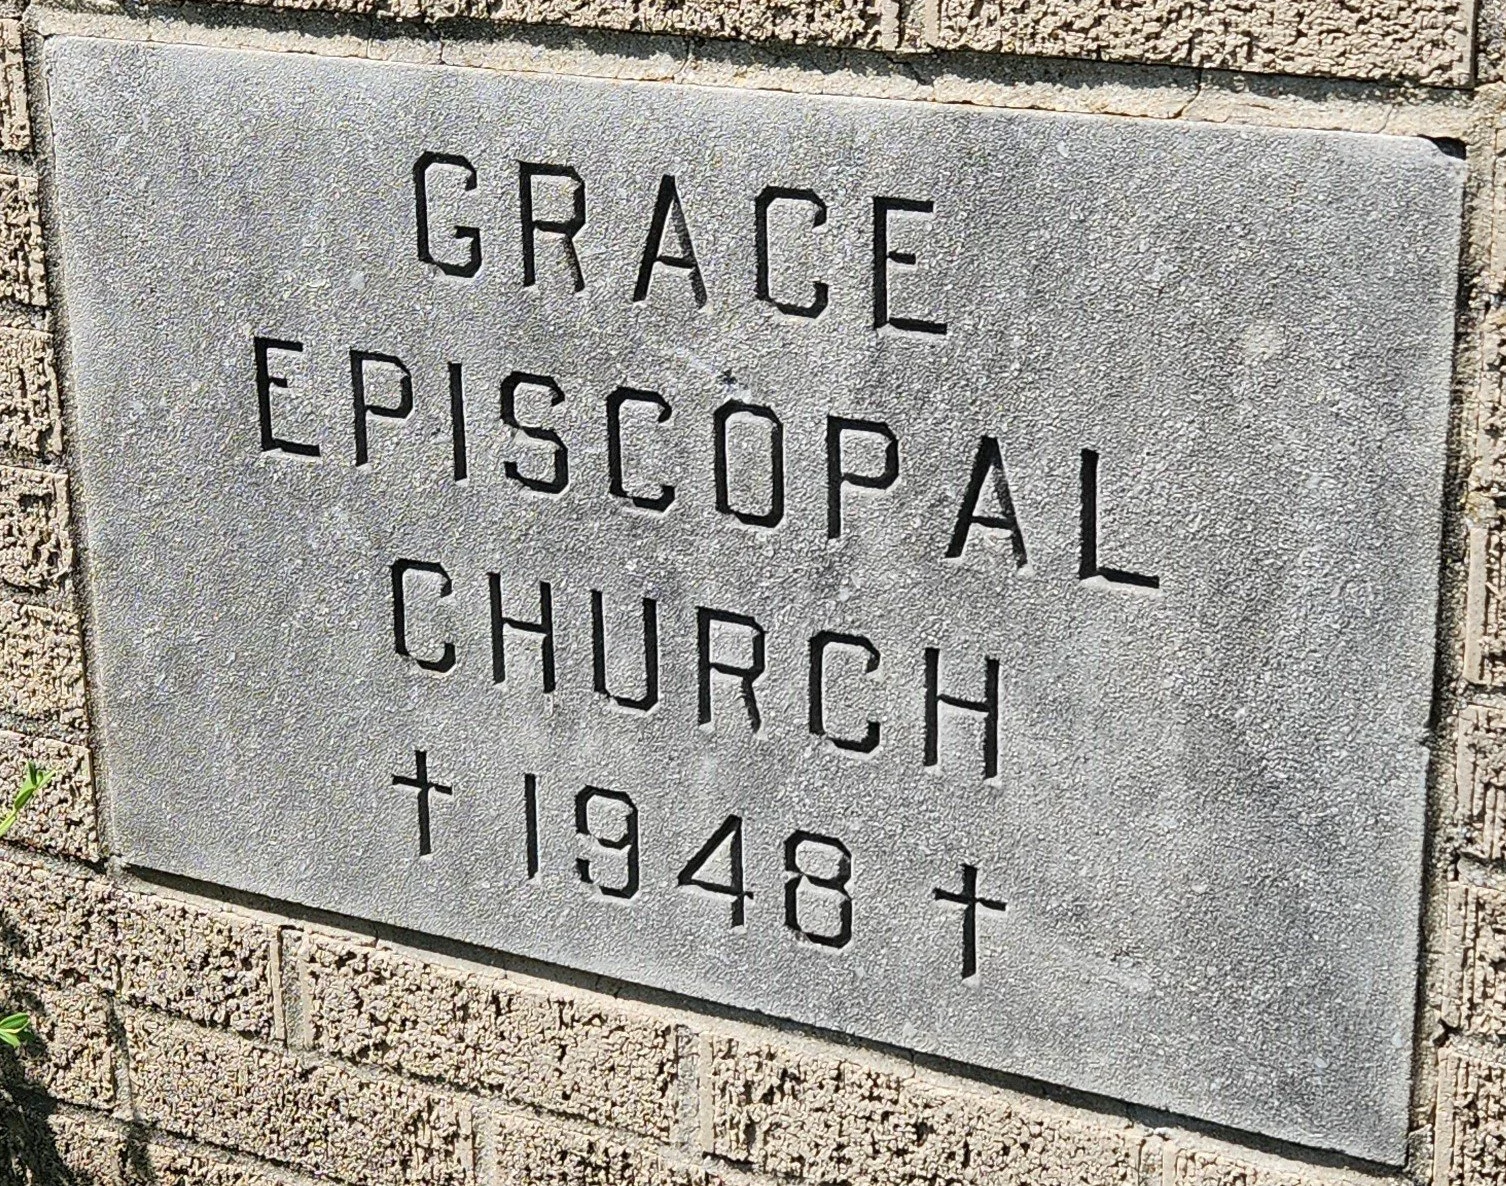 GRACE
EPISCOPAL
CHURCH
† 1948 †